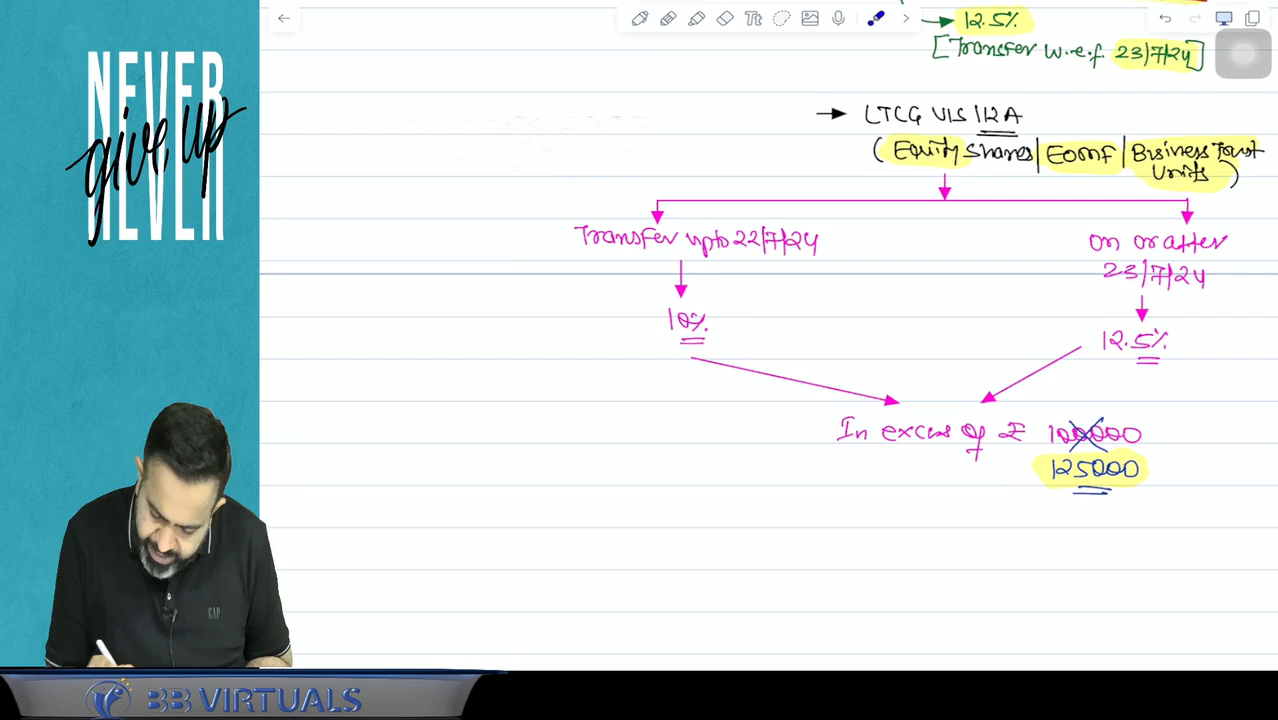 NEVER
give up
NEVER
Tt
12.5%
[Transfer w.e.f. 23/7/24]
LTCG U/S 112A
(Equity Shares | EOMF | Business Trust
Units)
Transfer upto 22/7/24
On or after
23/7/24
10%
12.5%
In excess of ₹ 100000
125000
GAP
BB VIRTUALS